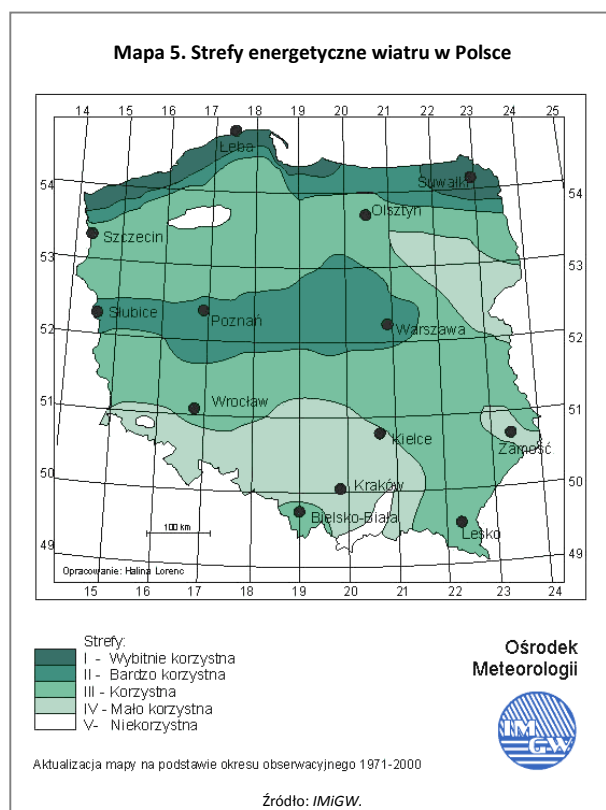 Mapa 5. Strefy energetyczne wiatru w Polsce
14 15 16 17 18 19 20 21 22 23 24 25
Łeba
54
Suwałki
54
Olsztyn
Szczecin
53
53
Słubice
Poznań
52
Warszawa
52
51
Wrocław
51
Kielce
Zamość
50
Kraków
50
Bielsko-Biała
Lesko
100 km
49
49
Opracowanie: Halina Lorenc
15 16 17 18 19 20 21 22 23 24
Strefy:
I - Wybitnie korzystna
II - Bardzo korzystna
III - Korzystna
IV - Mało korzystna
V- Niekorzystna
Ośrodek
Meteorologii
IM
GW
Aktualizacja mapy na podstawie okresu obserwacyjnego 1971-2000
Źródło: IMiGW.